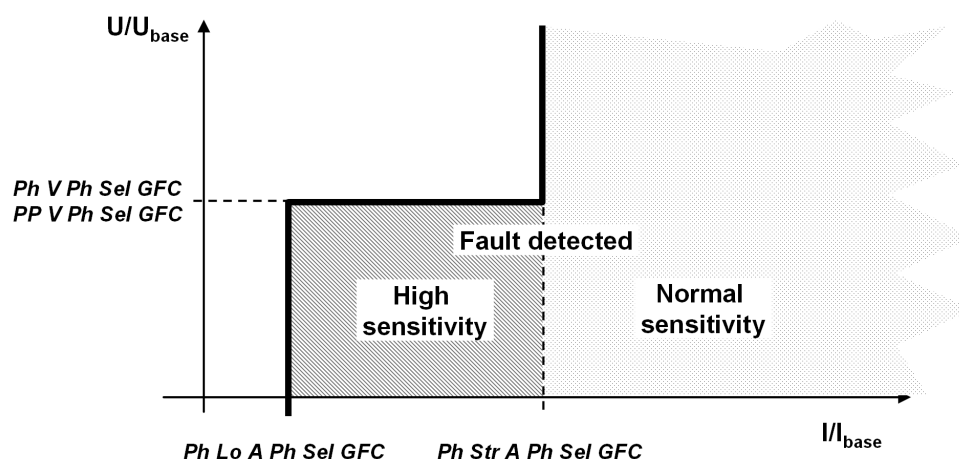 U/Ubase
Ph V Ph Sel GFC
PP V Ph Sel GFC
Fault detected
High
sensitivity
Normal
sensitivity
I/Ibase
Ph Lo A Ph Sel GFC
Ph Str A Ph Sel GFC